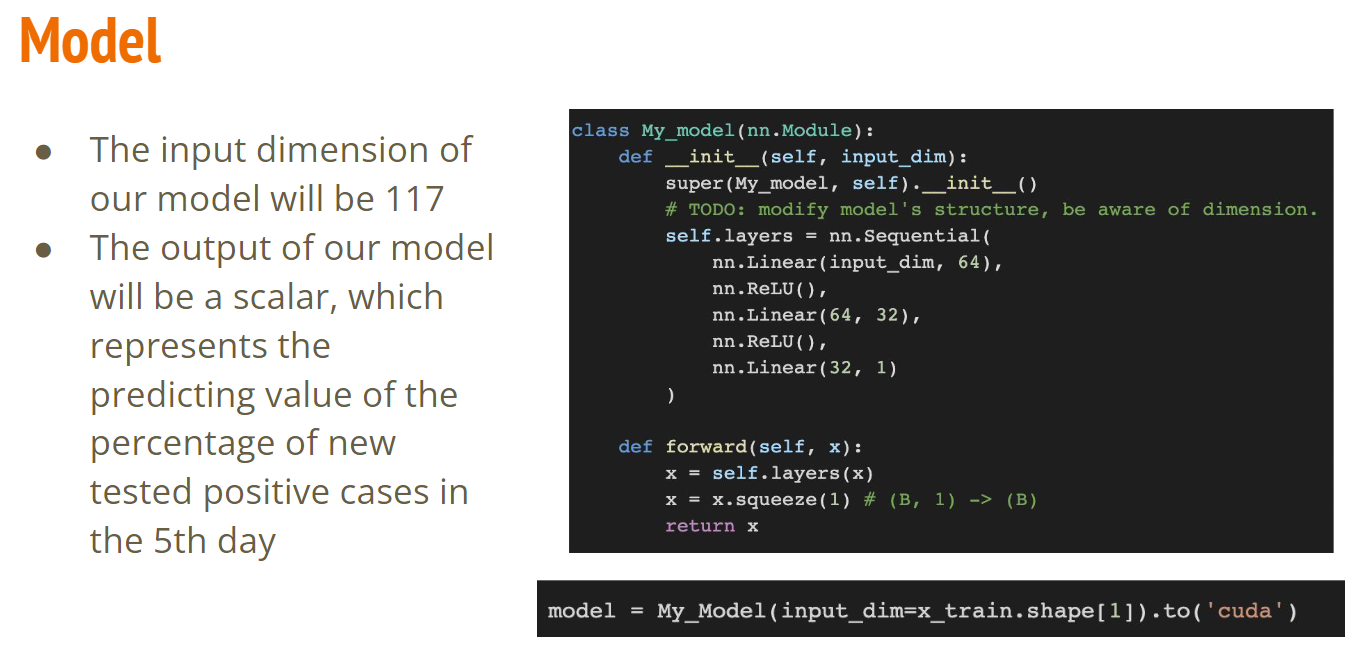 Model
● The input dimension of
our model will be 117
● The output of our model
will be a scalar, which
represents the
predicting value of the
percentage of new
tested positive cases in
the 5th day
class My_model(nn.Module):
    def __init__(self, input_dim):
        super(My_model, self).__init__()
        # TODO: modify model's structure, be aware of dimension.
        self.layers = nn.Sequential(
            nn.Linear(input_dim, 64),
            nn.ReLU(),
            nn.Linear(64, 32),
            nn.ReLU(),
            nn.Linear(32, 1)
        )
    def forward(self, x):
        x = self.layers(x)
        x = x.squeeze(1) # (B, 1) -> (B)
        return x
model = My_Model(input_dim=x_train.shape[1]).to('cuda')